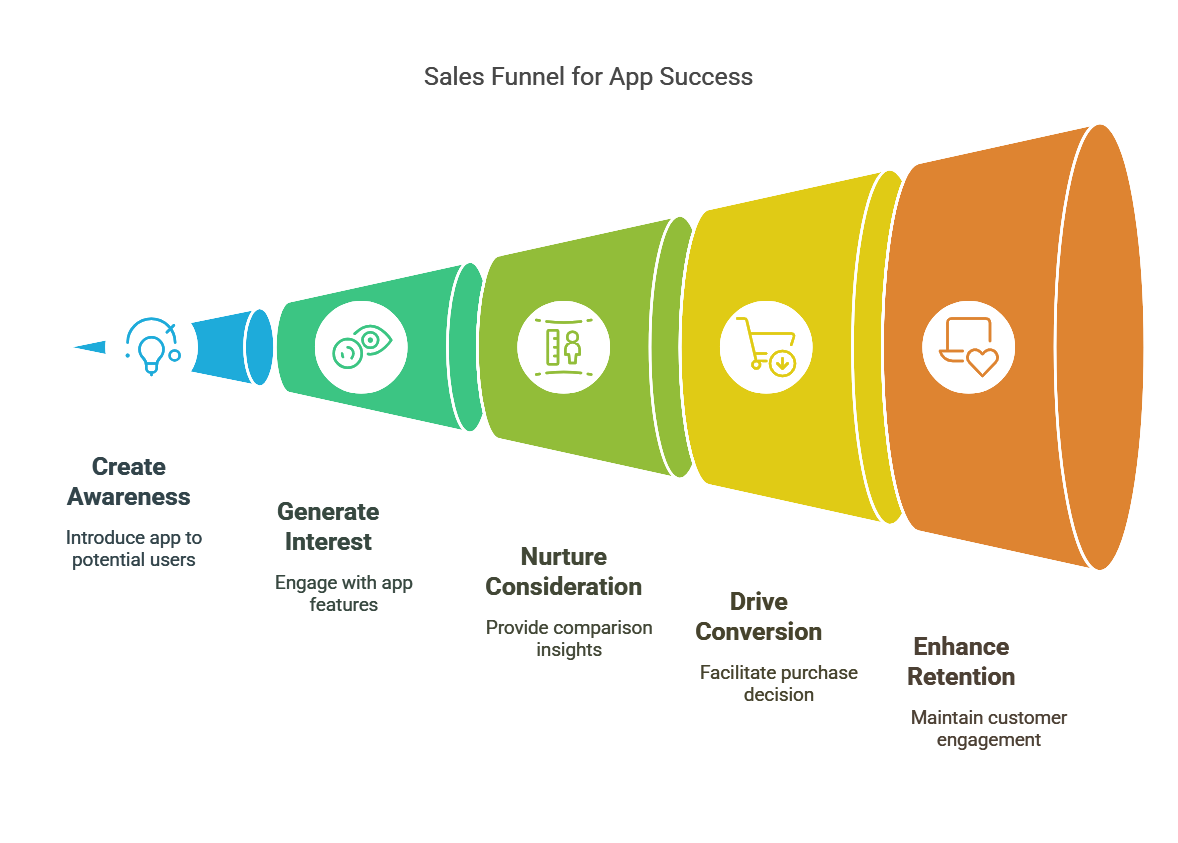 Sales Funnel for App Success
Create
Awareness
Introduce app to
potential users
Generate
Interest
Engage with app
features
Nurture
Consideration
Provide comparison
insights
Drive
Conversion
Facilitate purchase
decision
Enhance
Retention
Maintain customer
engagement